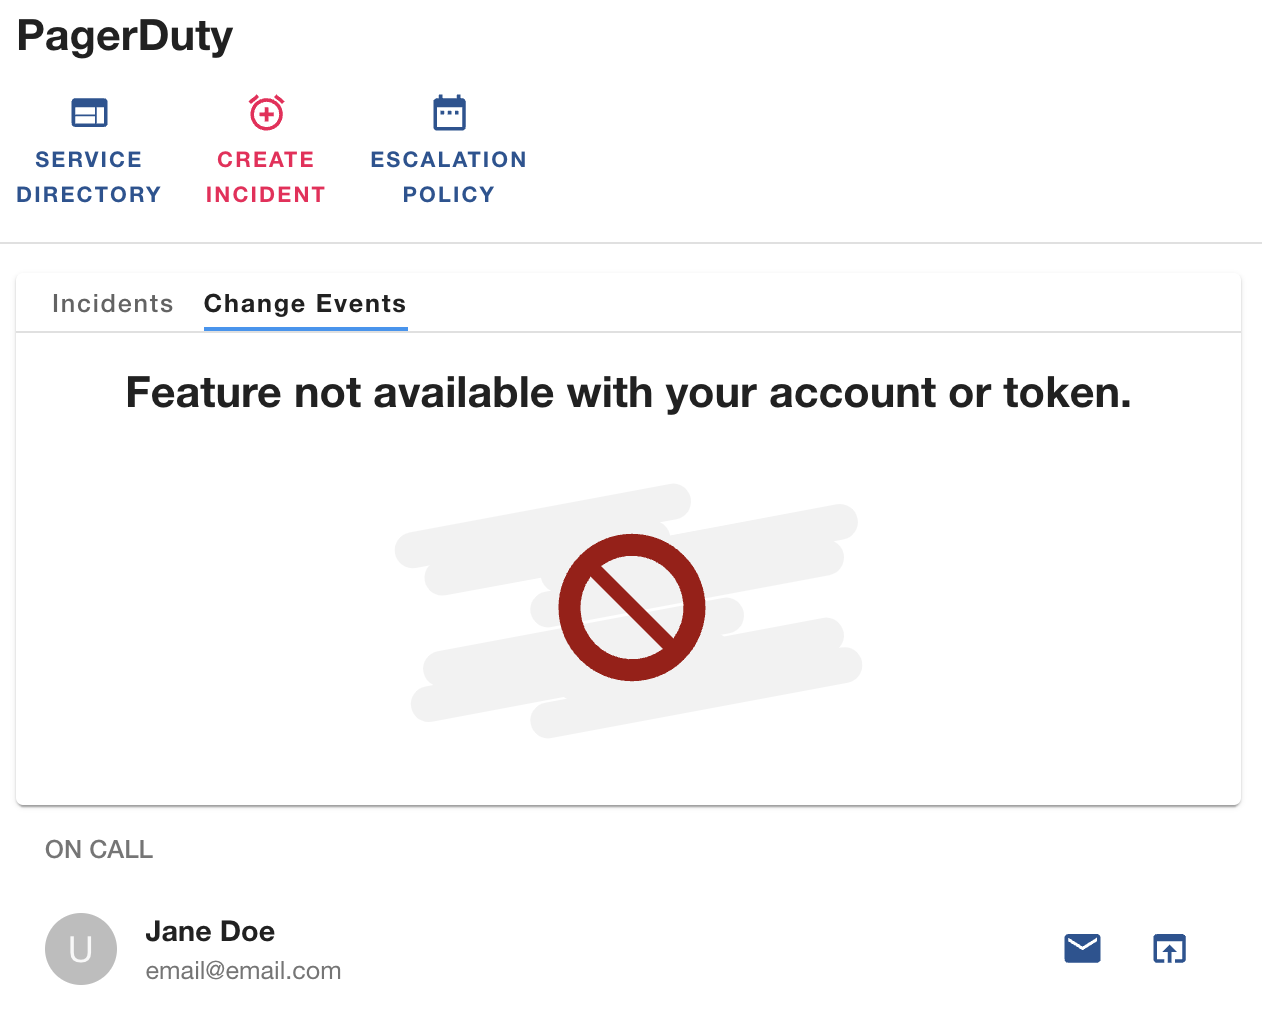 PagerDuty
SERVICE
DIRECTORY
CREATE
INCIDENT
ESCALATION
POLICY
Incidents
Change Events
Feature not available with your account or token.
ON CALL
U
Jane Doe
email@email.com